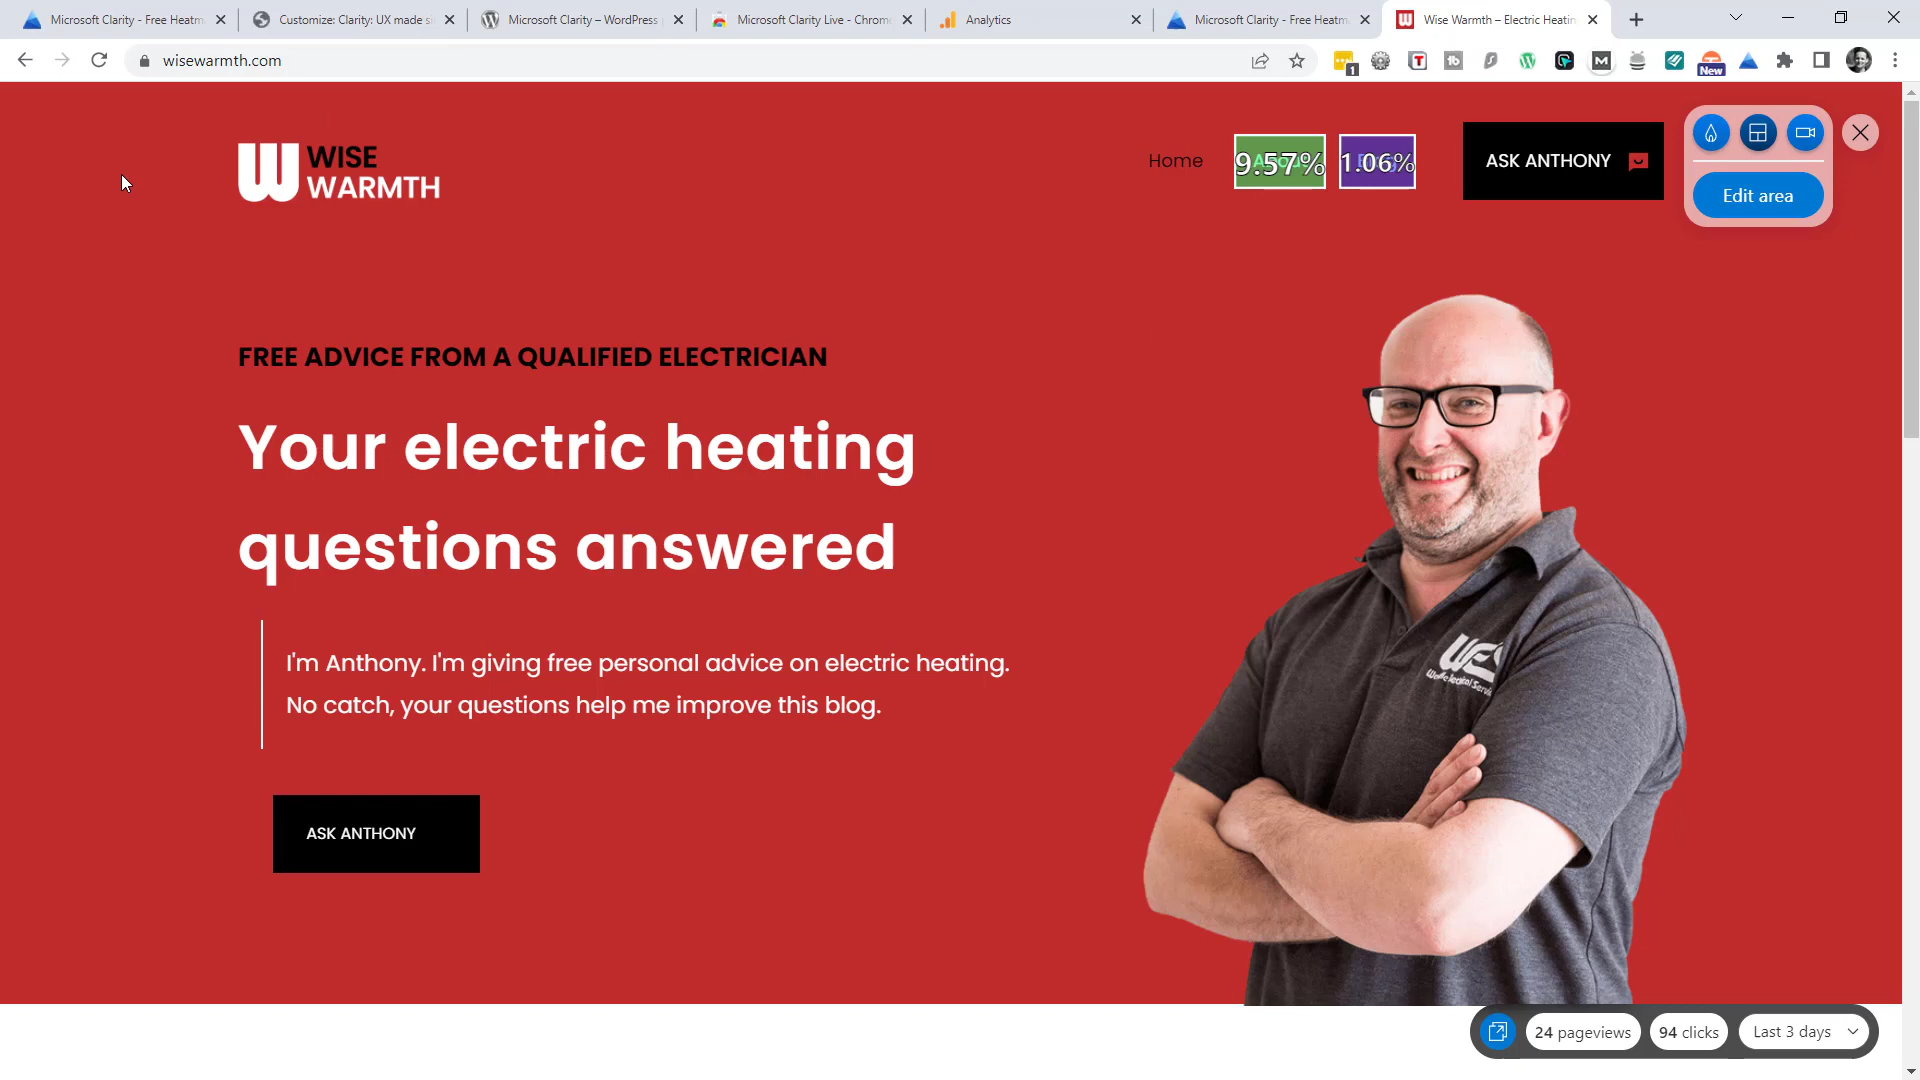 Microsoft Clarity - Free Heatm
Customize: Clarity: UX made si
Microsoft Clarity – WordPress
Microsoft Clarity Live - Chrom
Analytics
Microsoft Clarity - Free Heatm
Wise Warmth – Electric Heatin
wisewarmth.com
1
New
WISE
WARMTH
Home
9.57%
1.06%
ASK ANTHONY
Edit area
FREE ADVICE FROM A QUALIFIED ELECTRICIAN
Your electric heating
questions answered
I'm Anthony. I'm giving free personal advice on electric heating.
No catch, your questions help me improve this blog.
ASK ANTHONY
24 pageviews
94 clicks
Last 3 days